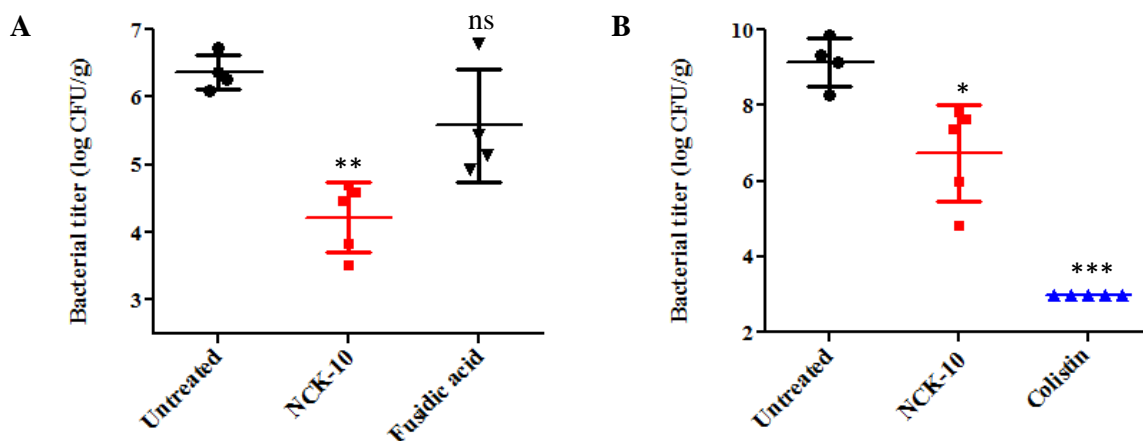 A
Bacterial titer (log CFU/g)
7
6
5
4
3
**
ns
Untreated
NCK-10
Fusidic acid
B
Bacterial titer (log CFU/g)
10
8
6
4
2
*
***
Untreated
NCK-10
Colistin